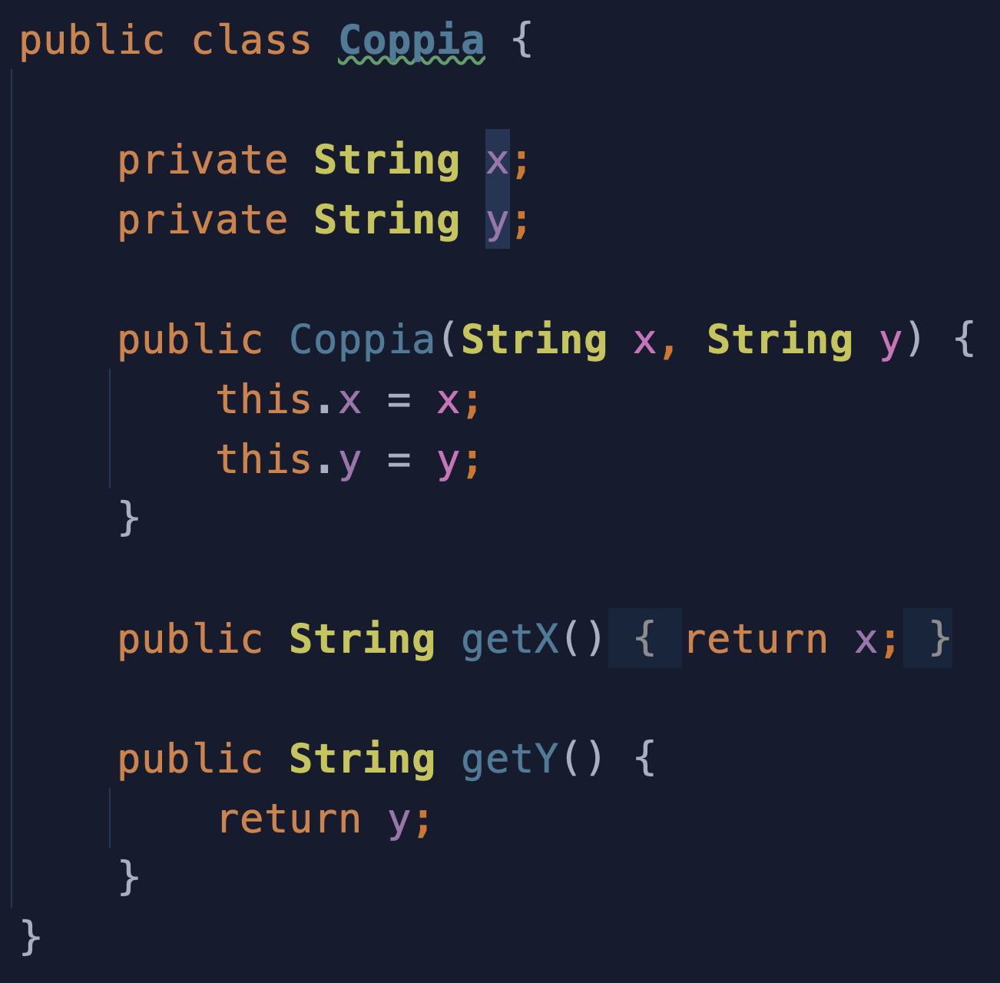 public class Coppia {
    private String x;
    private String y;
    public Coppia(String x, String y) {
        this.x = x;
        this.y = y;
    }
    public String getX() { return x; }
    public String getY() {
        return y;
    }
}